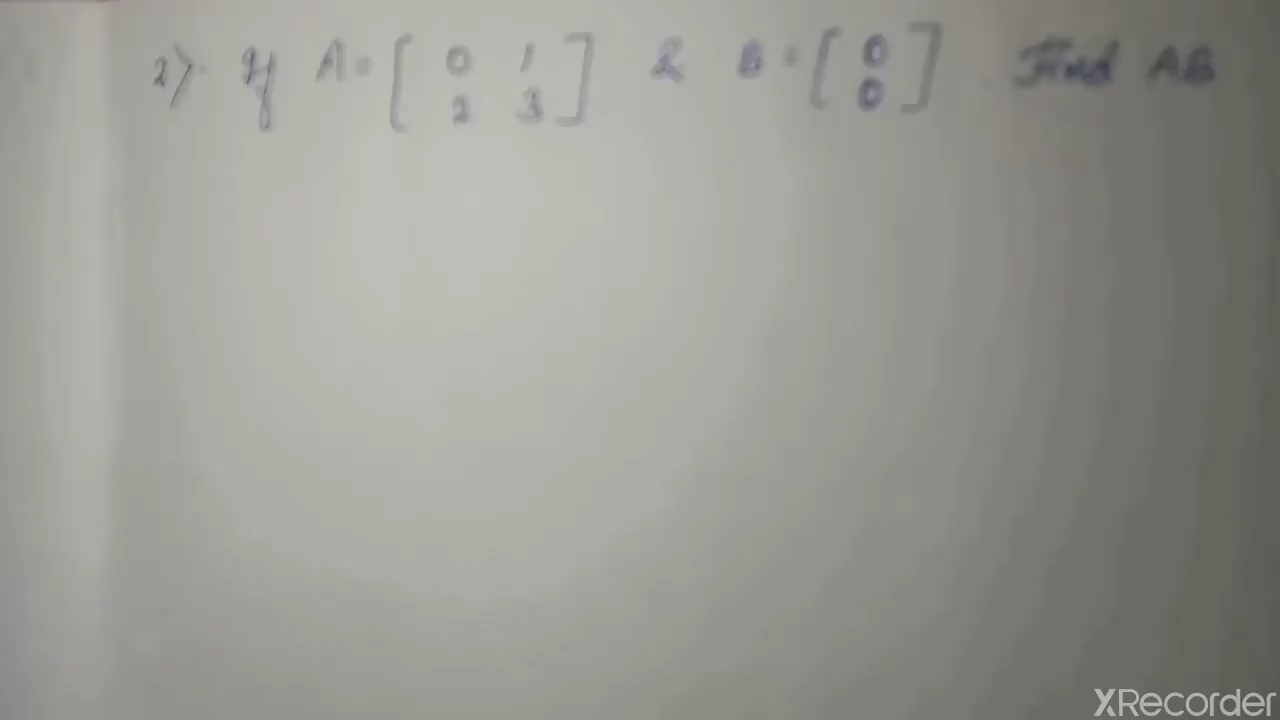 2). If A = [ 0 1 ] & B = [ 0 ] . Find AB
2 3 0
XRecorder